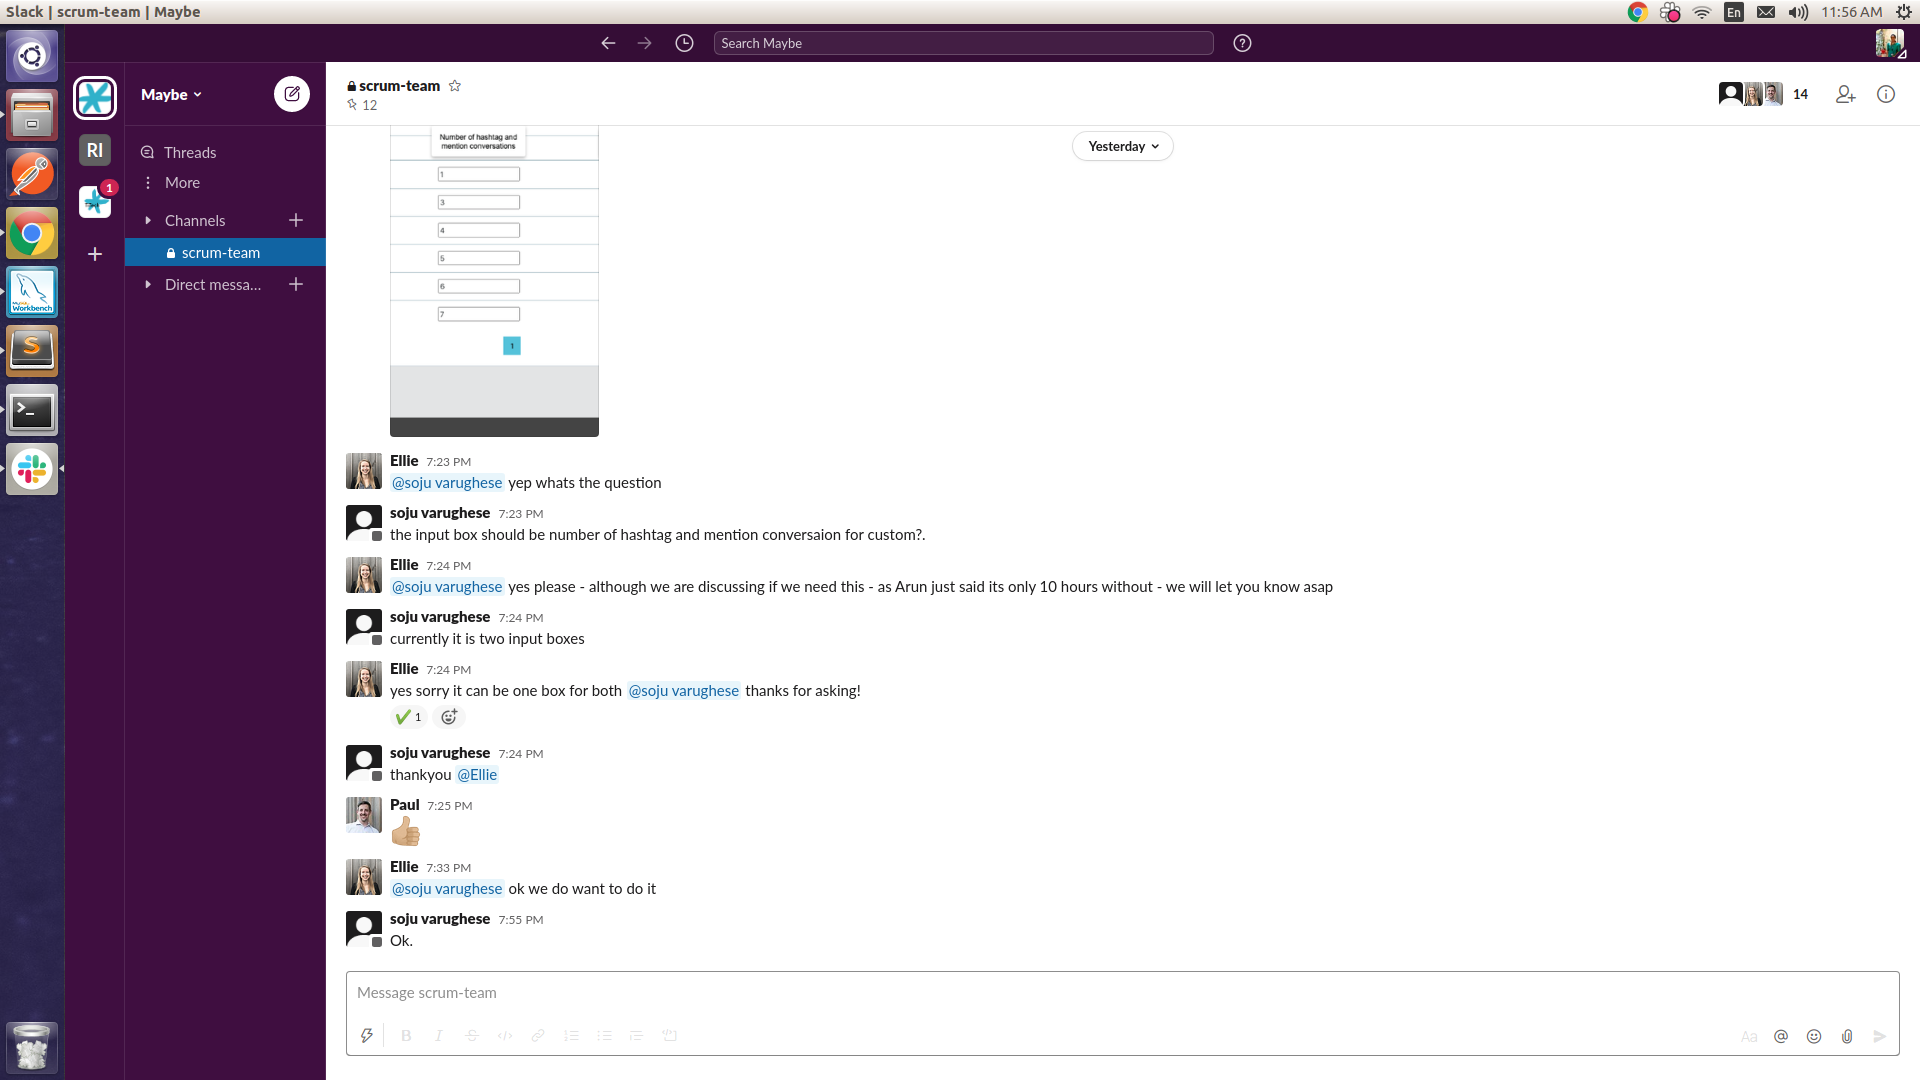 Slack | scrum-team | Maybe
En
11:56 AM
Search Maybe
Maybe
scrum-team
12
14
RI
Threads
1
More
Channels
scrum-team
Direct messa...
Yesterday
Number of hashtag and
mention conversations
1
3
4
5
6
7
1
Workbench
S
Ellie 7:23 PM
@soju varughese yep whats the question
soju varughese 7:23 PM
the input box should be number of hashtag and mention conversaion for custom?.
Ellie 7:24 PM
@soju varughese yes please - although we are discussing if we need this - as Arun just said its only 10 hours without - we will let you know asap
soju varughese 7:24 PM
currently it is two input boxes
Ellie 7:24 PM
yes sorry it can be one box for both @soju varughese thanks for asking!
1
soju varughese 7:24 PM
thankyou @Ellie
Paul 7:25 PM
Ellie 7:33 PM
@soju varughese ok we do want to do it
soju varughese 7:55 PM
Ok.
Message scrum-team
B I S
Aa @